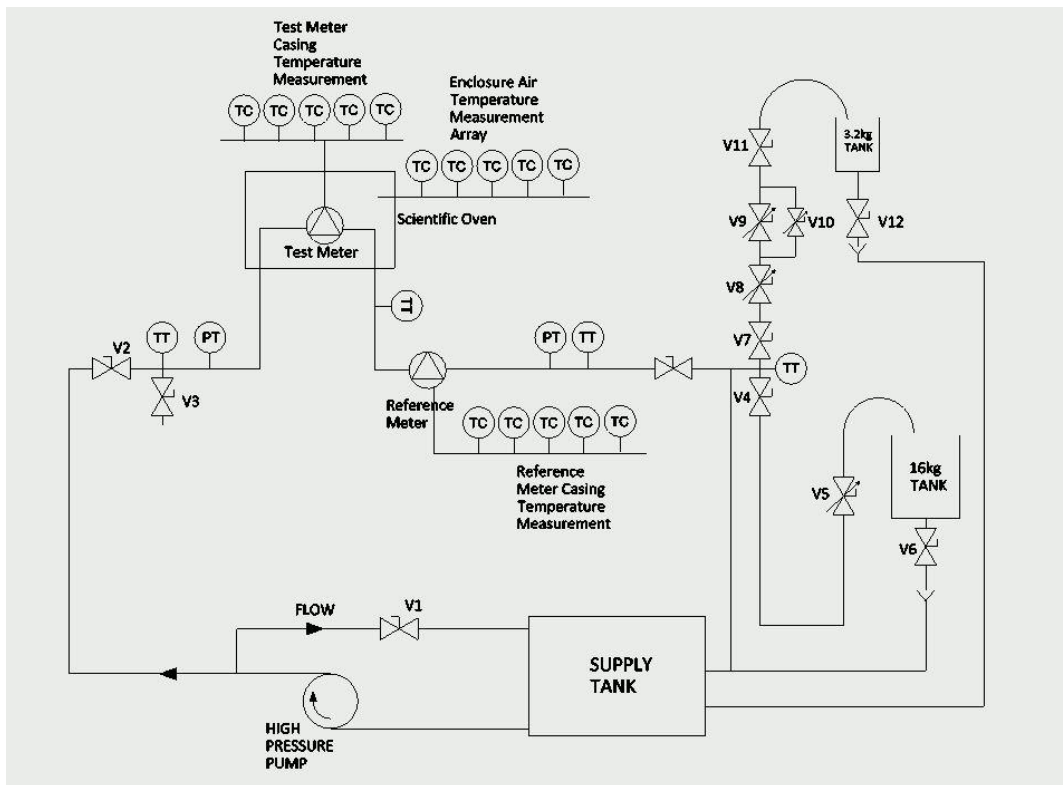 Test Meter
Casing
Temperature
Measurement
TC TC TC TC TC
Enclosure Air
Temperature
Measurement
Array
TC TC TC TC TC
Scientific Oven
Test Meter
TT
V2
TT
PT
V3
PT
TT
Reference
Meter
TC TC TC TC TC
Reference
Meter Casing
Temperature
Measurement
V11
3.2kg
TANK
V9
V10
V12
V8
V7
TT
V4
V5
16kg
TANK
V6
FLOW
V1
SUPPLY
TANK
HIGH
PRESSURE
PUMP